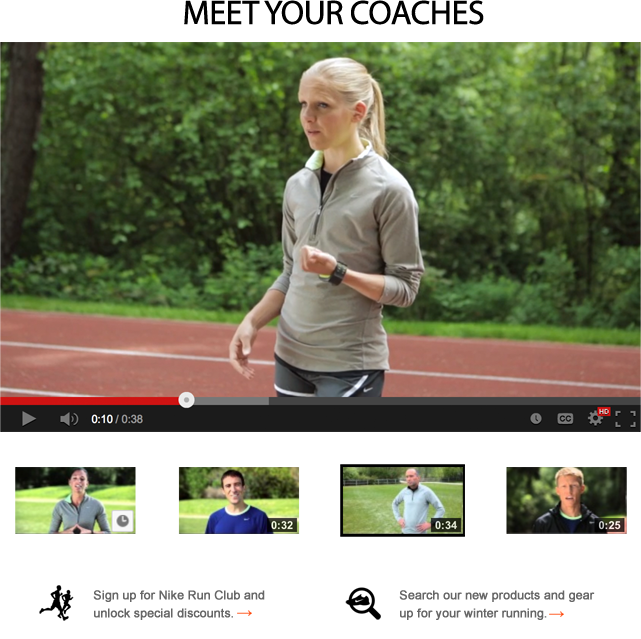 MEET YOUR COACHES
0:10 / 0:38
HD
CC
0:32
0:34
0:25
Sign up for Nike Run Club and
unlock special discounts. →
Search our new products and gear
up for your winter running. →